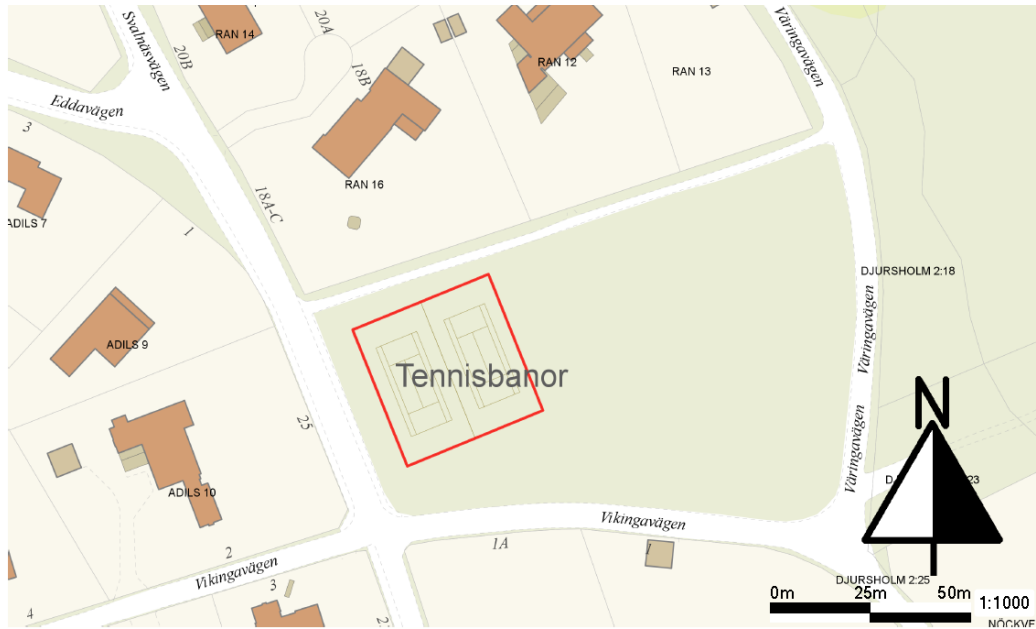 Svalnäsvägen
20B
RAN 14
20A
18B
RAN 12
RAN 13
Väringavägen
Eddavägen
3
RAN 16
18A-C
ADILS 7
1
DJURSHOLM 2:18
Väringavägen
ADILS 9
Tennisbanor
25
N
Väringavägen
ADILS 10
23
Vikingavägen
1A
1
2
Vikingavägen
3
4
DJURSHOLM 2:25
0m 25m 50m
1:1000